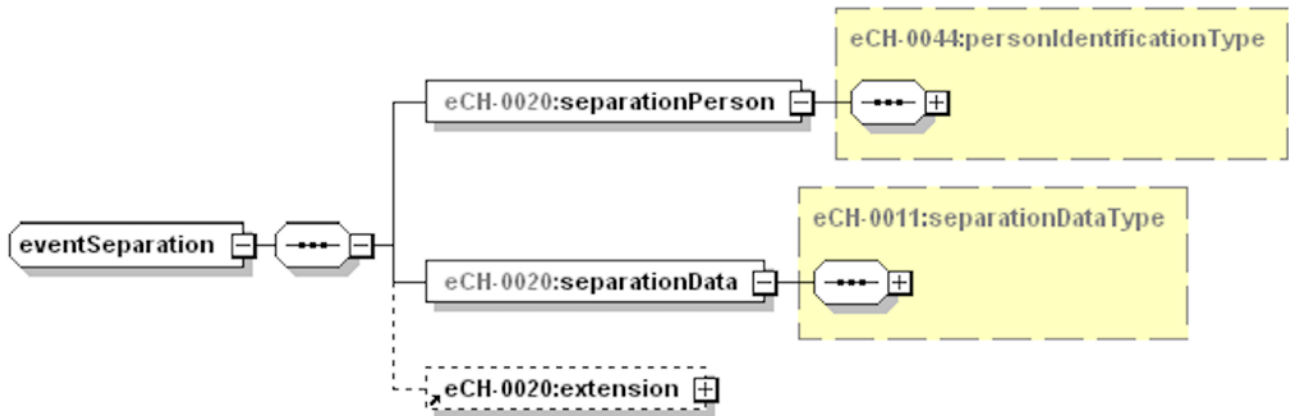 eCH-0044:personIdentificationType
eCH-0020:separationPerson
eventSeparation
eCH-0011:separationDataType
eCH-0020:separationData
eCH-0020:extension